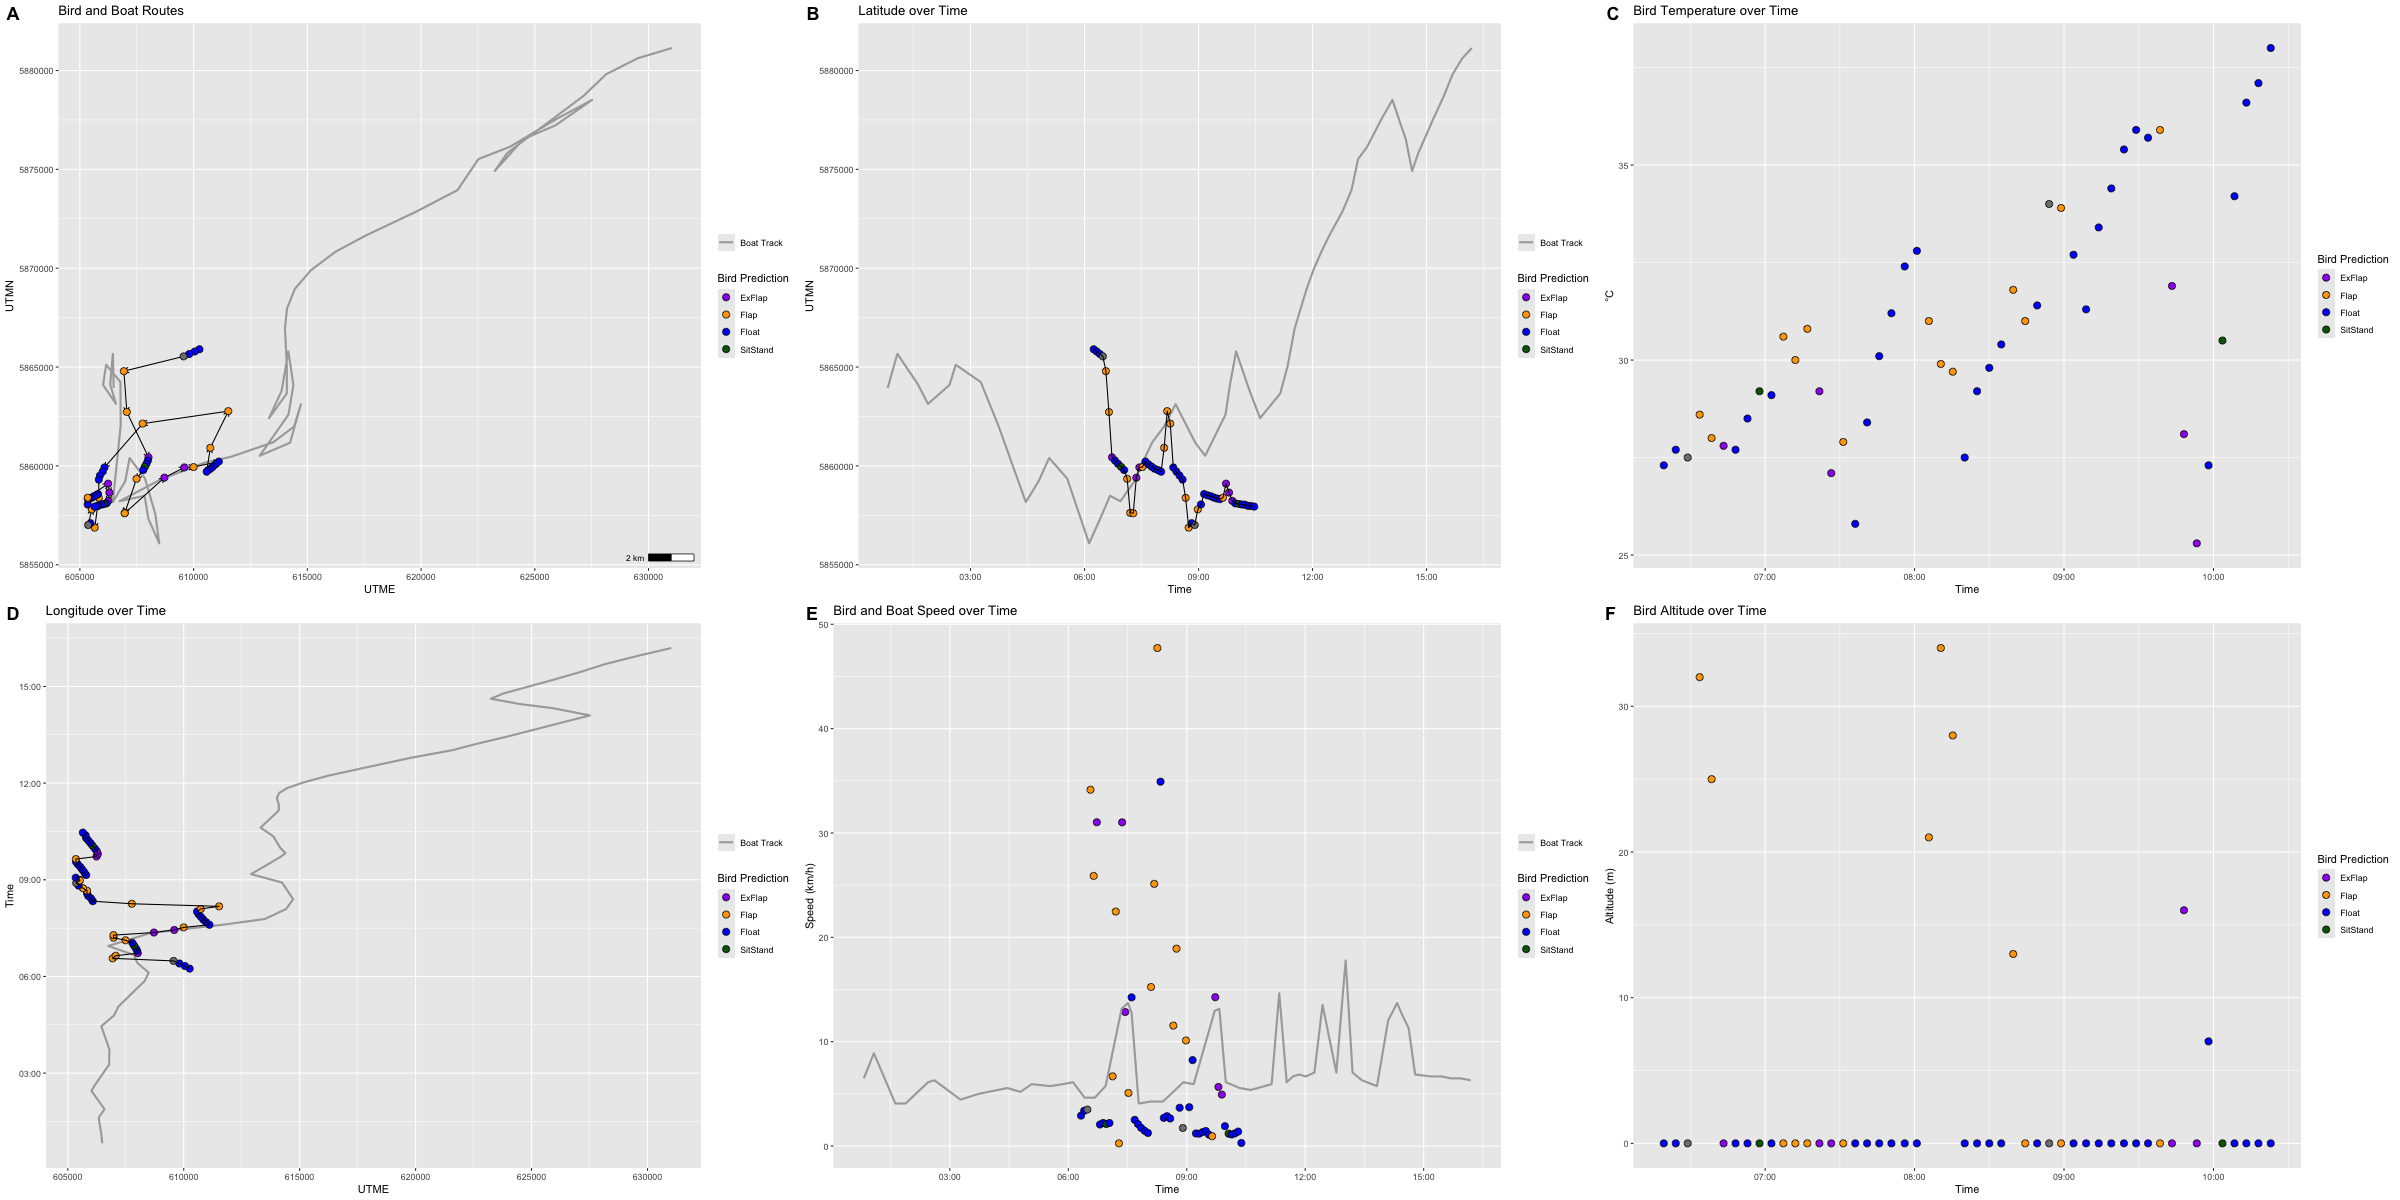 A Bird and Boat Routes
5880000
5875000
5870000
5865000
5860000
5855000
UTMN
605000 610000 615000 620000 625000 630000
UTME
2 km
Boat Track
Bird Prediction
ExFlap
Flap
Float
SitStand
B Latitude over Time
5880000
5875000
5870000
5865000
5860000
5855000
UTMN
03:00 06:00 09:00 12:00 15:00
Time
Boat Track
Bird Prediction
ExFlap
Flap
Float
SitStand
C Bird Temperature over Time
35
30
25
°C
07:00 08:00 09:00 10:00
Time
Bird Prediction
ExFlap
Flap
Float
SitStand
D Longitude over Time
15:00
12:00
09:00
06:00
03:00
Time
605000 610000 615000 620000 625000 630000
UTME
Boat Track
Bird Prediction
ExFlap
Flap
Float
SitStand
E Bird and Boat Speed over Time
50
40
30
20
10
0
Speed (km/h)
03:00 06:00 09:00 12:00 15:00
Time
Boat Track
Bird Prediction
ExFlap
Flap
Float
SitStand
F Bird Altitude over Time
30
20
10
0
Altitude (m)
07:00 08:00 09:00 10:00
Time
Bird Prediction
ExFlap
Flap
Float
SitStand